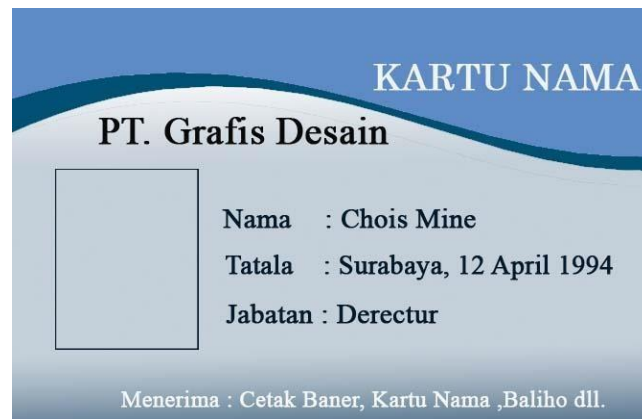 KARTU NAMA
PT. Grafis Desain
Nama : Chois Mine
Tatala : Surabaya, 12 April 1994
Jabatan : Derectur
Menerima : Cetak Baner, Kartu Nama ,Baliho dll.